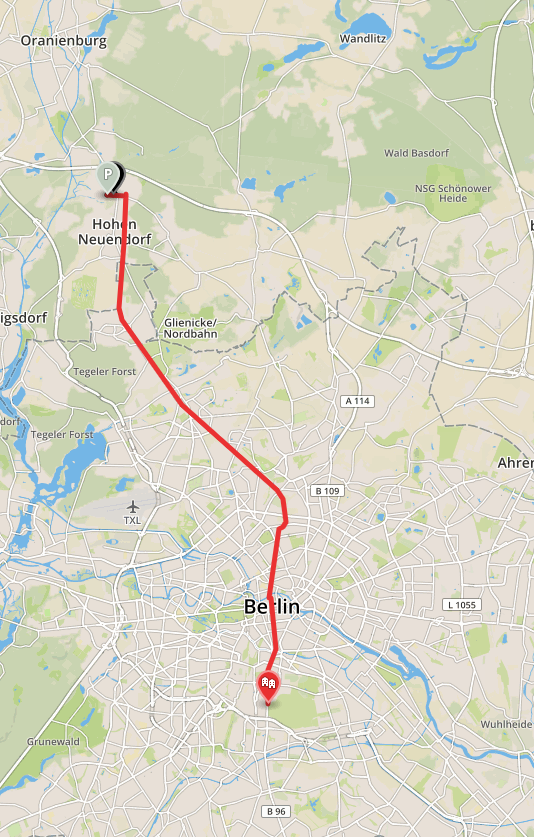 Oranienburg
Wandlitz
Wald Basdorf
P
NSG Schönower
Heide
Hohen
Neuendorf
igsdorf
Glienicke/
Nordbahn
Tegeler Forst
A 114
dorf
Tegeler Forst
Ahren
B 109
TXL
Berlin
L 1055
Wuhlheide
Grunewald
B 96